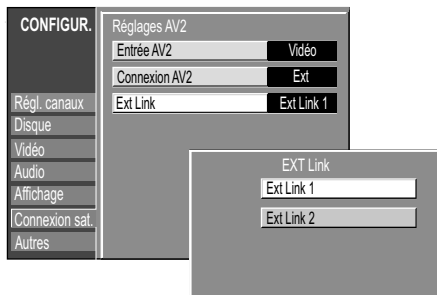 CONFIGUR.
Régl. canaux
Disque
Vidéo
Audio
Affichage
Connexion sat.
Autres
Réglages AV2
Entrée AV2 Vidéo
Connexion AV2 Ext
Ext Link Ext Link 1
EXT Link
Ext Link 1
Ext Link 2